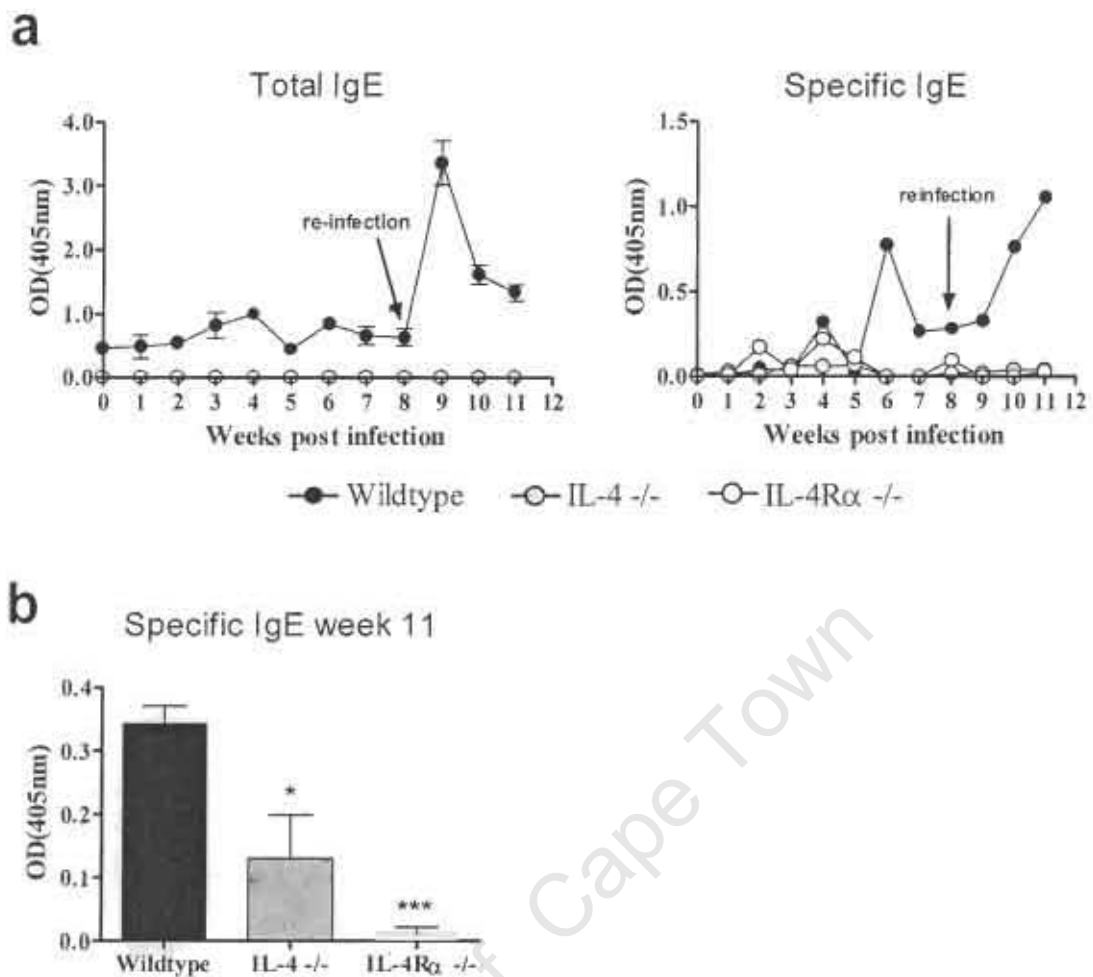 a
Total IgE
Specific IgE
OD(405nm)
4.0
3.0
2.0
1.0
0.0
re-infection
0 1 2 3 4 5 6 7 8 9 10 11 12
Weeks post infection
OD(405nm)
1.5
1.0
0.5
0.0
reinfection
0 1 2 3 4 5 6 7 8 9 10 11 12
Weeks post infection
Wildtype IL-4 -/- IL-4Rα -/-
b
Specific IgE week 11
OD(405nm)
0.4
0.3
0.2
0.1
0.0
*
***
Wildtype IL-4 -/- IL-4Rα -/-
of Cape Town